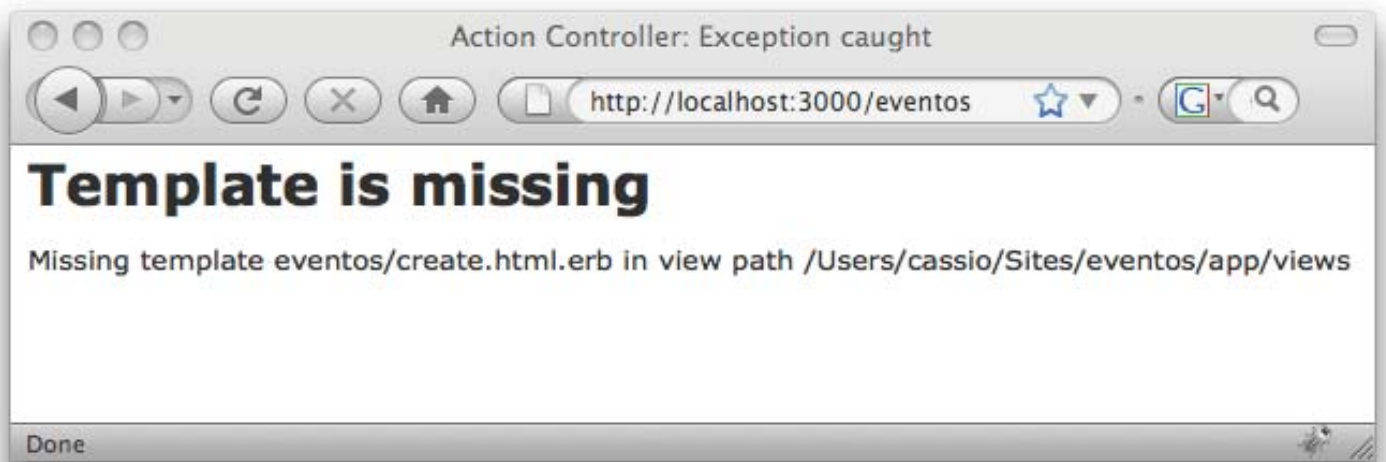 Action Controller: Exception caught
http://localhost:3000/eventos
G
Template is missing
Missing template eventos/create.html.erb in view path /Users/cassio/Sites/eventos/app/views
Done